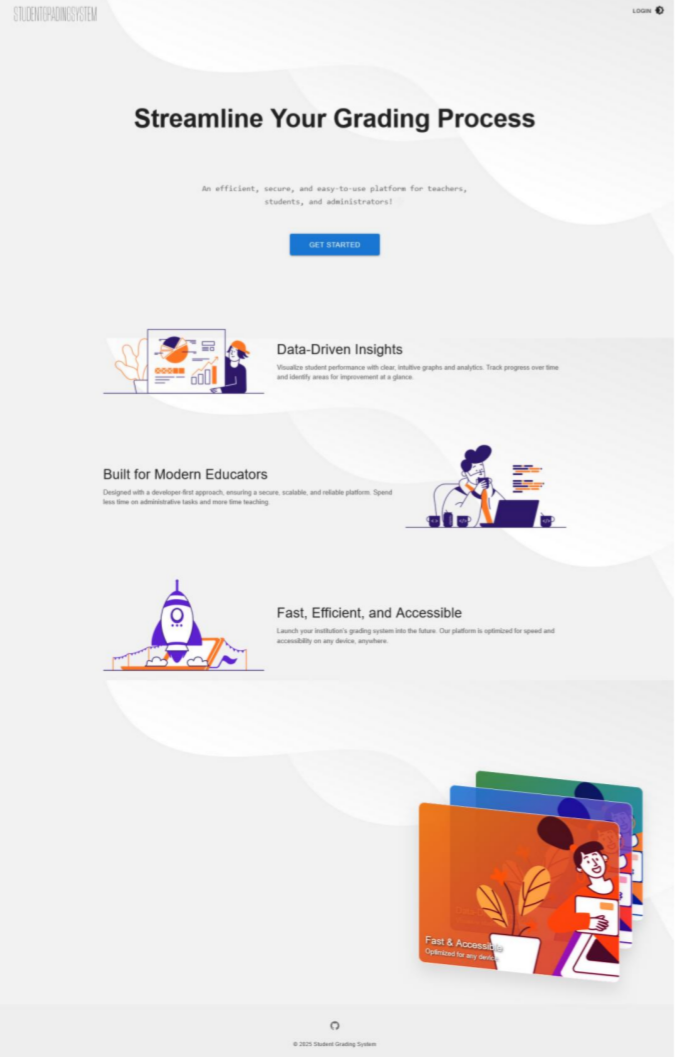 STUDENTGRADINGSYSTEM
LOGIN
Streamline Your Grading Process
An efficient, secure, and easy-to-use platform for teachers,
students, and administrators!
GET STARTED
Data-Driven Insights
Visualize student performance with clear, intuitive graphs and analytics. Track progress over time
and identify areas for improvement at a glance.
Built for Modern Educators
Designed with a developer-first approach, ensuring a secure, scalable, and reliable platform. Spend
less time on administrative tasks and more time teaching.
Fast, Efficient, and Accessible
Launch your institution's grading system into the future. Our platform is optimized for speed and
accessibility on any device, anywhere.
Fast & Accessible
Optimized for any device
© 2025 Student Grading System